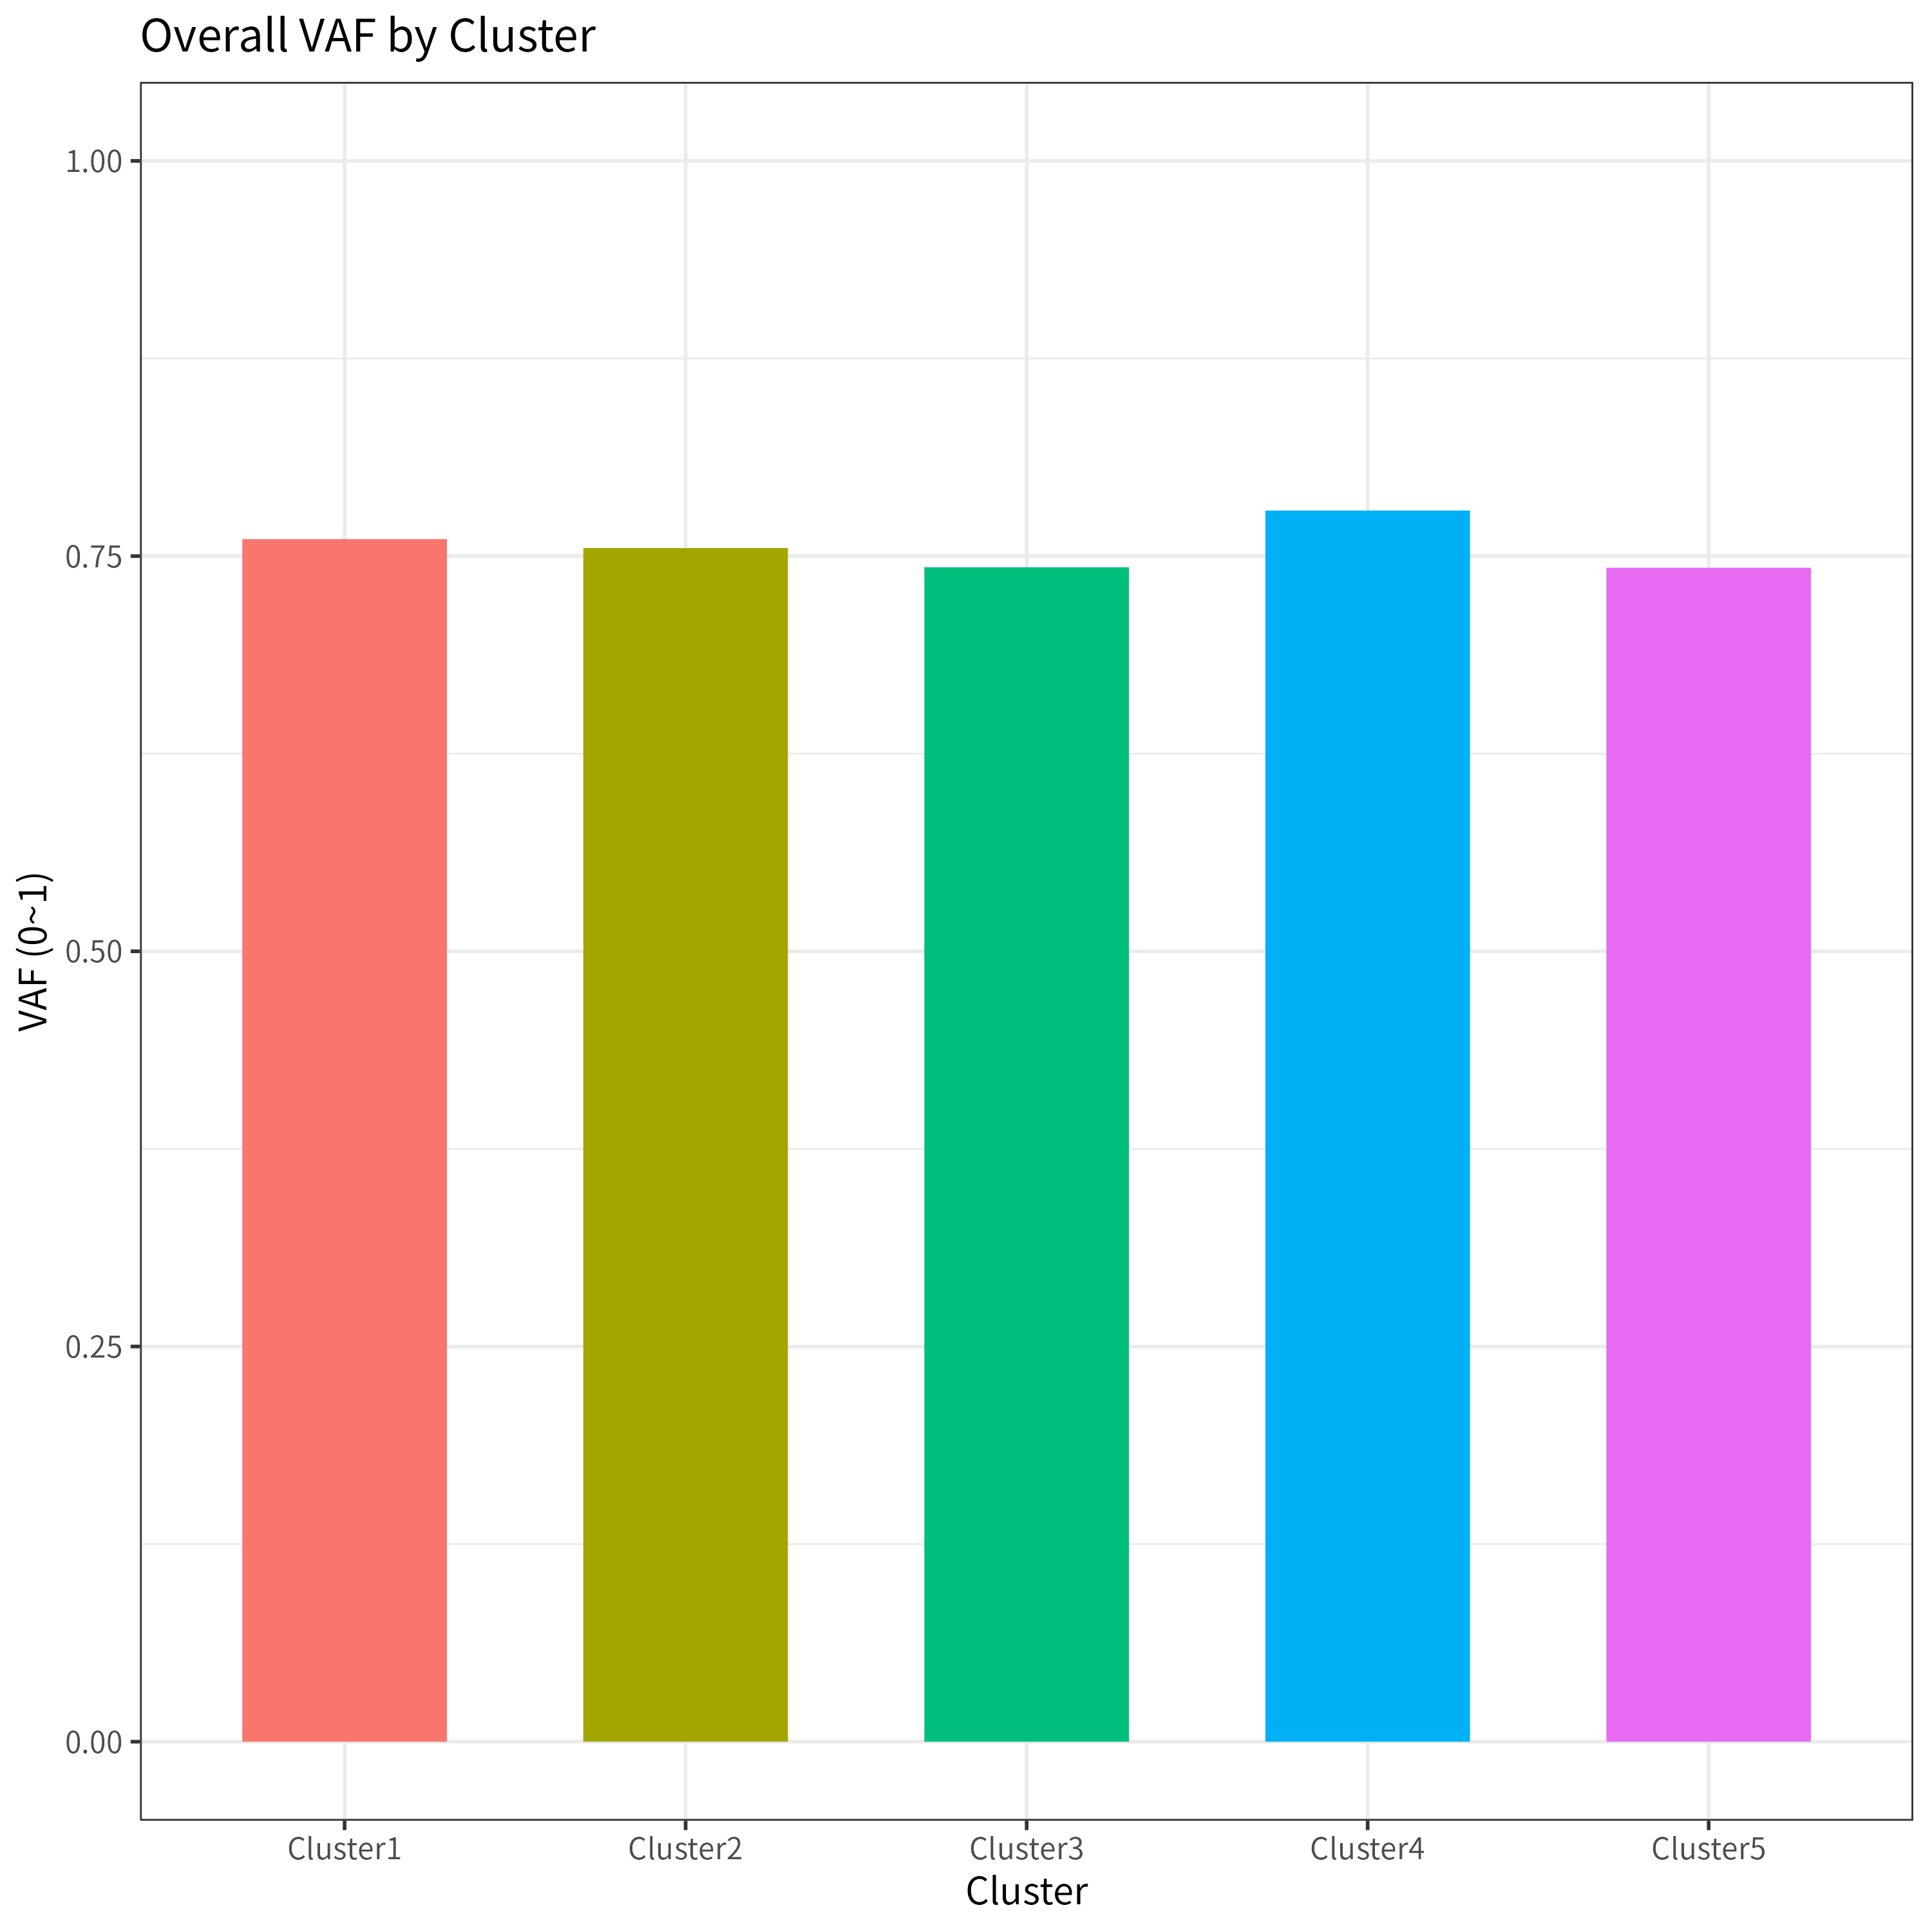 Overall VAF by Cluster
VAF (0~1)
1.00
0.75
0.50
0.25
0.00
Cluster1 Cluster2 Cluster3 Cluster4 Cluster5
Cluster